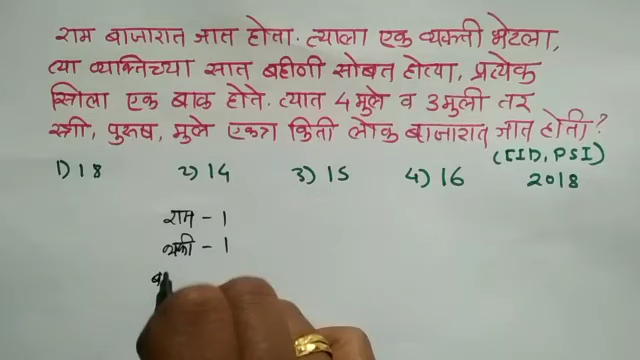 राम बाजारात जात होता. त्याला एक व्यक्ती भेटला,
त्या व्यक्तिच्या सात बहीणी सोबत होत्या, प्रत्येक
स्त्रिला एक बाळ होते. त्यात 4 मुले व 3 मुली तर
स्त्री, पुरूष, मुले एकत्र किती लोक बाजारात जात होती?
(CID, PSI)
1) 18 2) 14 3) 15 4) 16 2018
राम - 1
व्यक्ती - 1
ब